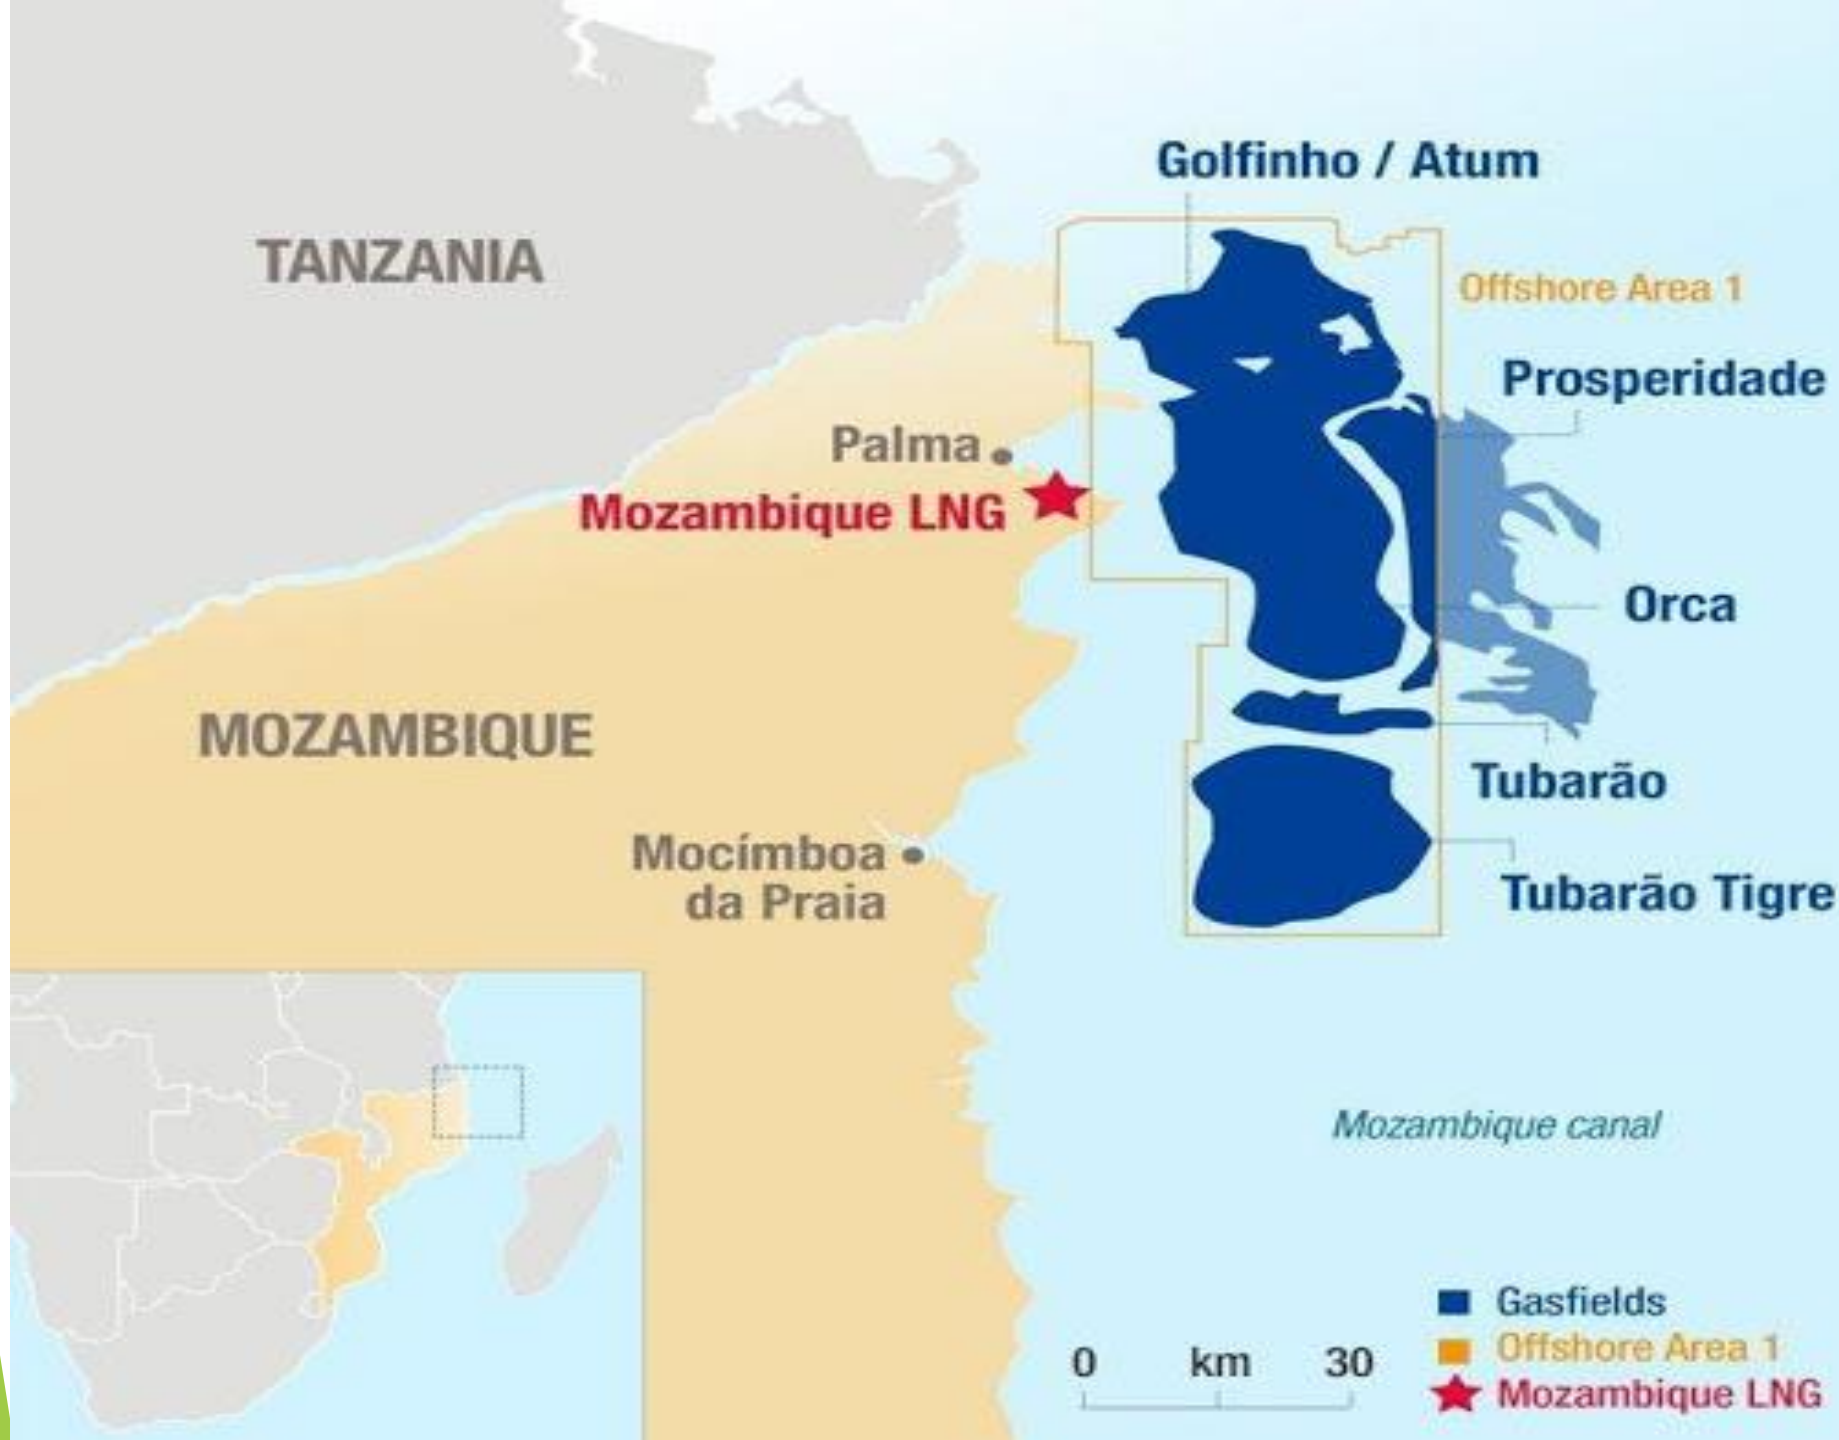 Golfinho / Atum
TANZANIA
Offshore Area 1
Prosperidade
Palma
Mozambique LNG
Orca
MOZAMBIQUE
Tubarão
Mocímboa
da Praia
Tubarão Tigre
Mozambique canal
Gasfields
Offshore Area 1
0 km 30
Mozambique LNG